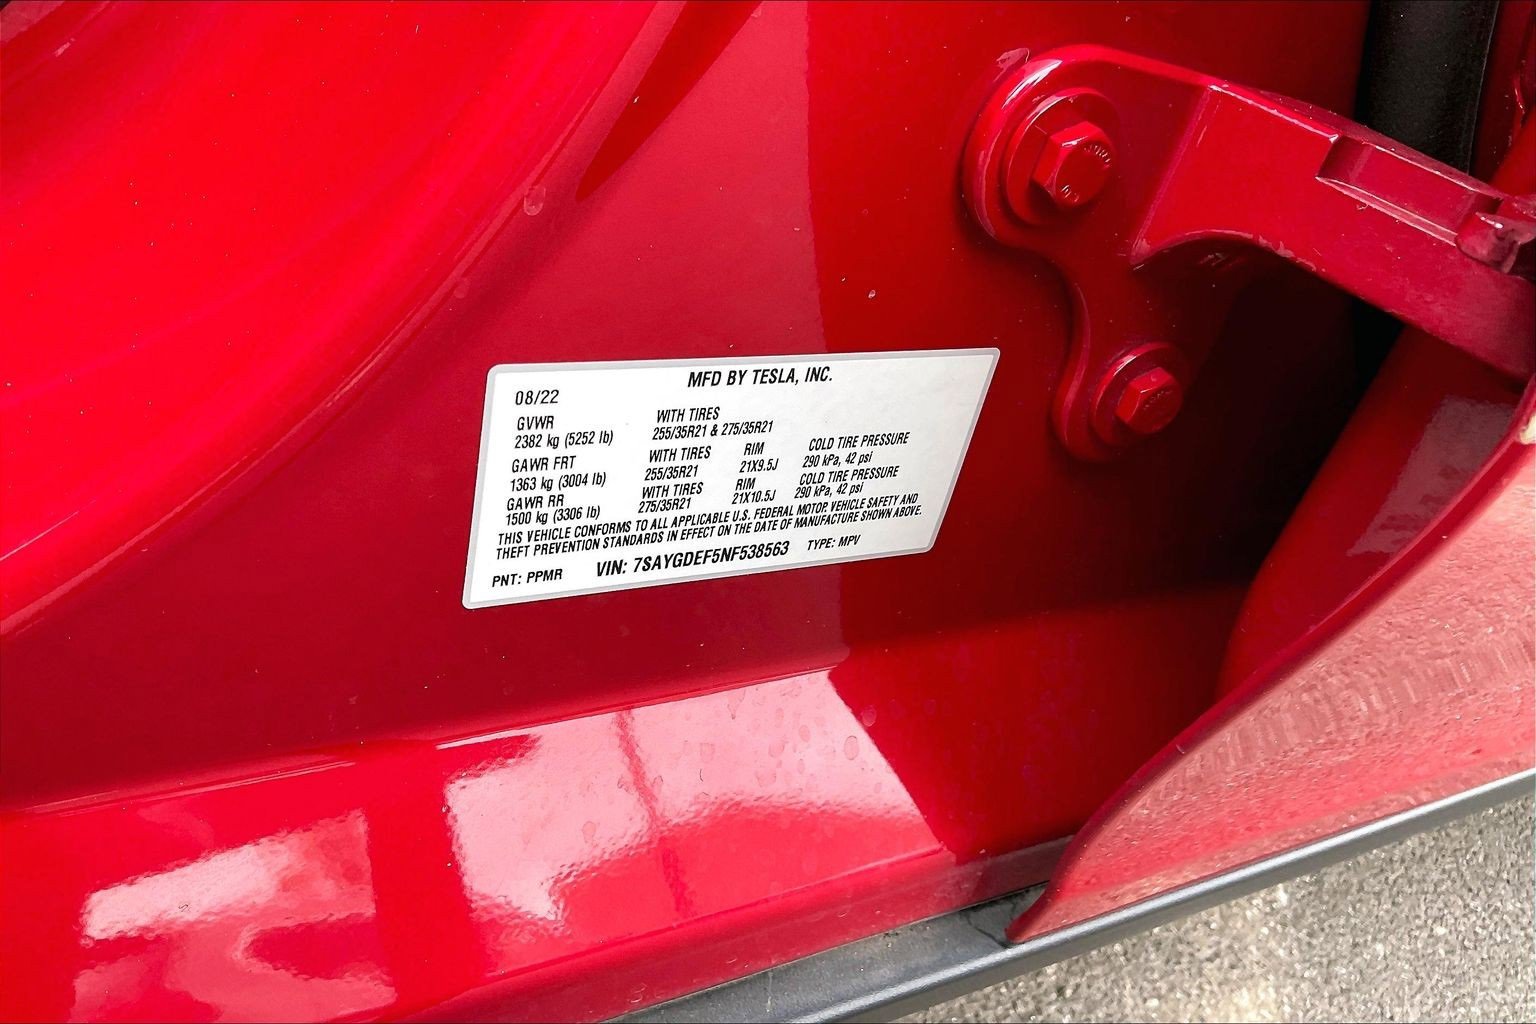 MFD BY TESLA, INC.
08/22
GVWR WITH TIRES
2382 kg (5252 lb) 255/35R21 & 275/35R21
GAWR FRT WITH TIRES RIM COLD TIRE PRESSURE
1363 kg (3004 lb) 255/35R21 21X9.5J 290 kPa, 42 psi
GAWR RR WITH TIRES RIM COLD TIRE PRESSURE
1500 kg (3306 lb) 275/35R21 21X10.5J 290 kPa, 42 psi
THIS VEHICLE CONFORMS TO ALL APPLICABLE U.S. FEDERAL MOTOR VEHICLE SAFETY AND
THEFT PREVENTION STANDARDS IN EFFECT ON THE DATE OF MANUFACTURE SHOWN ABOVE.
PNT: PPMR VIN: 7SAYGDEF5NF538563 TYPE: MPV